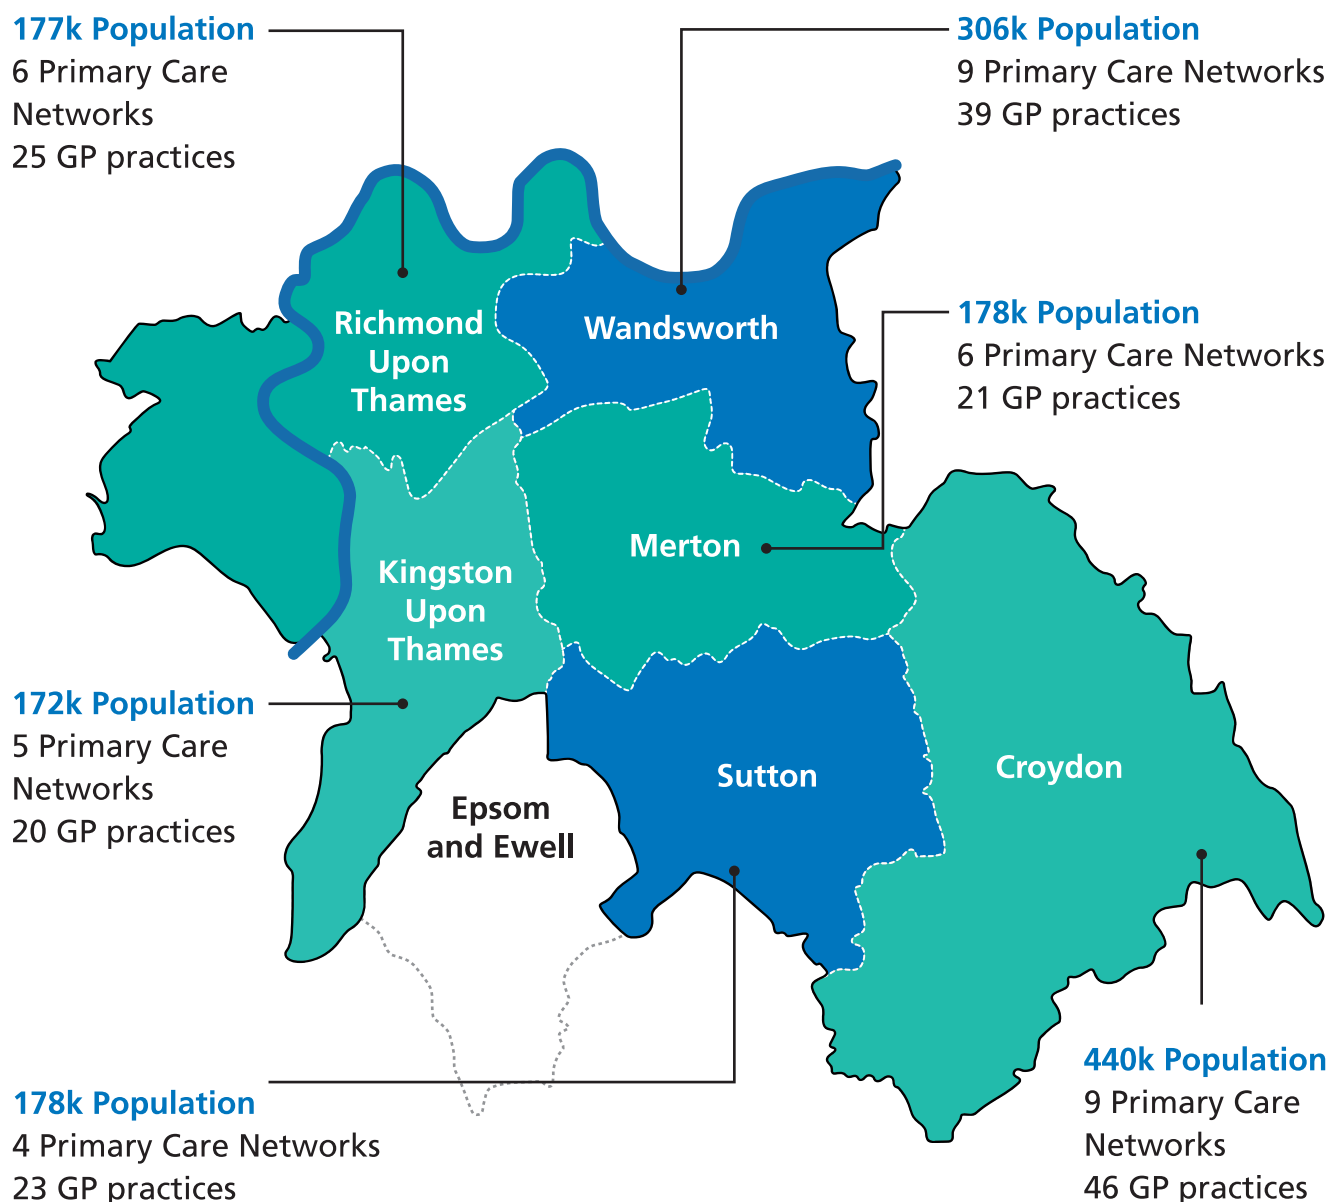 177k Population
6 Primary Care
Networks
25 GP practices
306k Population
9 Primary Care Networks
39 GP practices
178k Population
6 Primary Care Networks
21 GP practices
Richmond
Upon
Thames
Wandsworth
Merton
Kingston
Upon
Thames
172k Population
5 Primary Care
Networks
20 GP practices
Epsom
and Ewell
Sutton
Croydon
178k Population
4 Primary Care Networks
23 GP practices
440k Population
9 Primary Care
Networks
46 GP practices